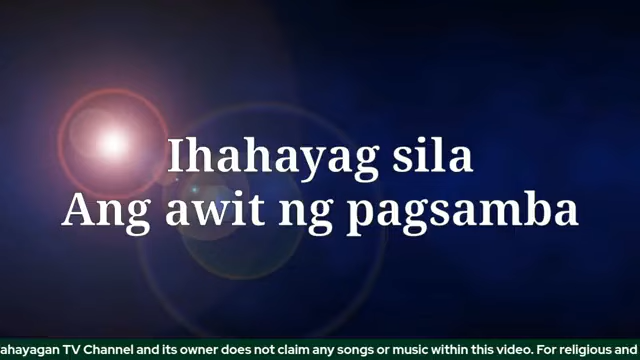 Ihahayag sila
Ang awit ng pagsamba
ahayagan TV Channel and its owner does not claim any songs or music within this video. For religious and